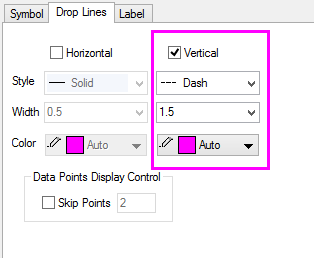 Symbol Drop Lines Label
Horizontal Vertical
Style Solid Dash
Width 0.5 1.5
Color Auto Auto
Data Points Display Control
Skip Points 2